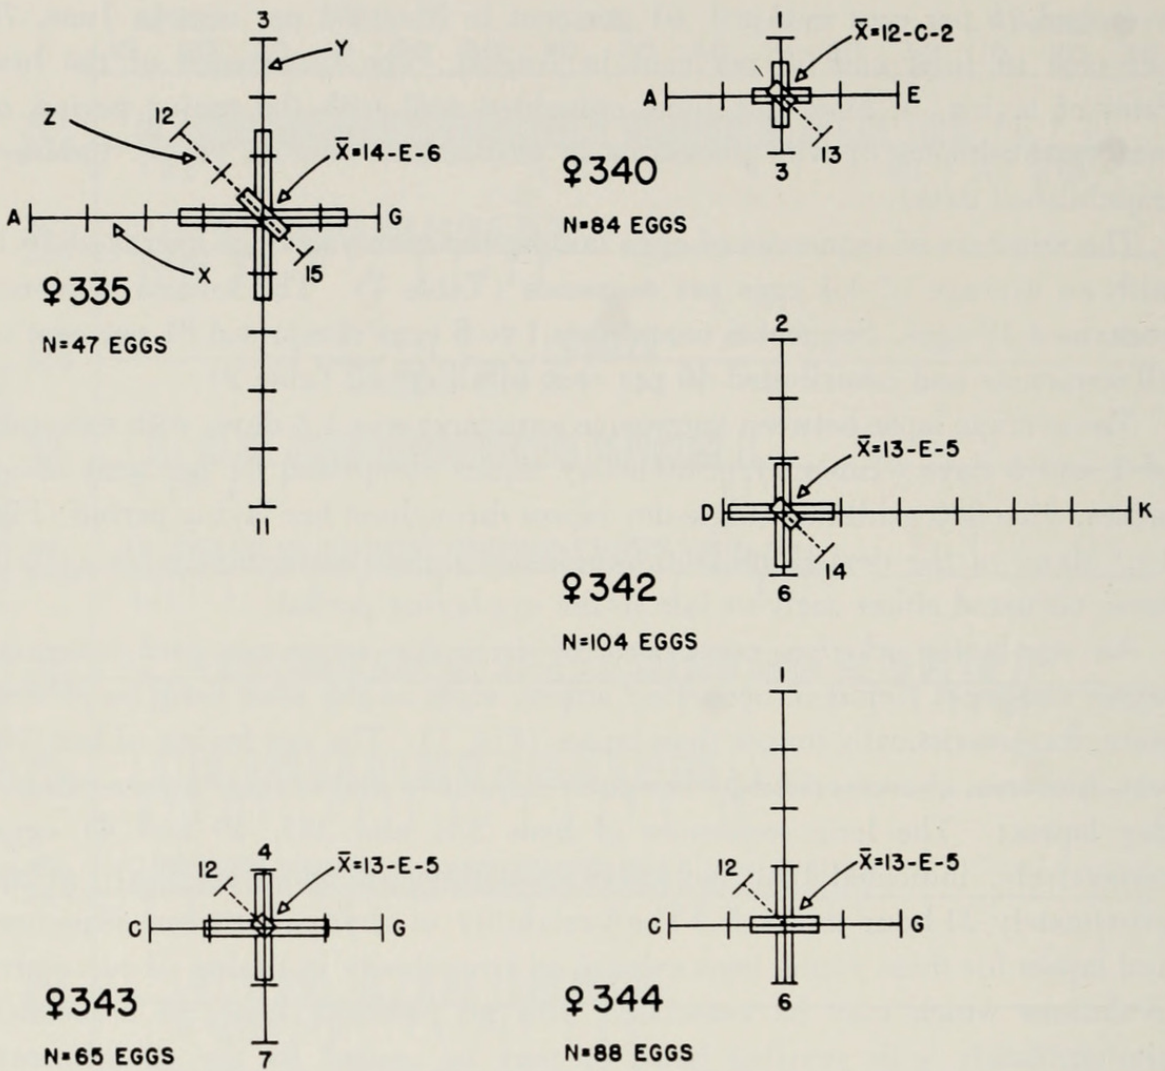 3
Y
Z
12
X̄=14-E-6
A
G
X
15
♀335
N=47 EGGS
11
1
X̄=12-C-2
A
E
13
3
♀340
N=84 EGGS
2
X̄=13-E-5
D
K
14
6
♀342
N=104 EGGS
4
12
X̄=13-E-5
C
G
♀343
N=65 EGGS
7
1
12
X̄=13-E-5
C
G
6
♀344
N=88 EGGS